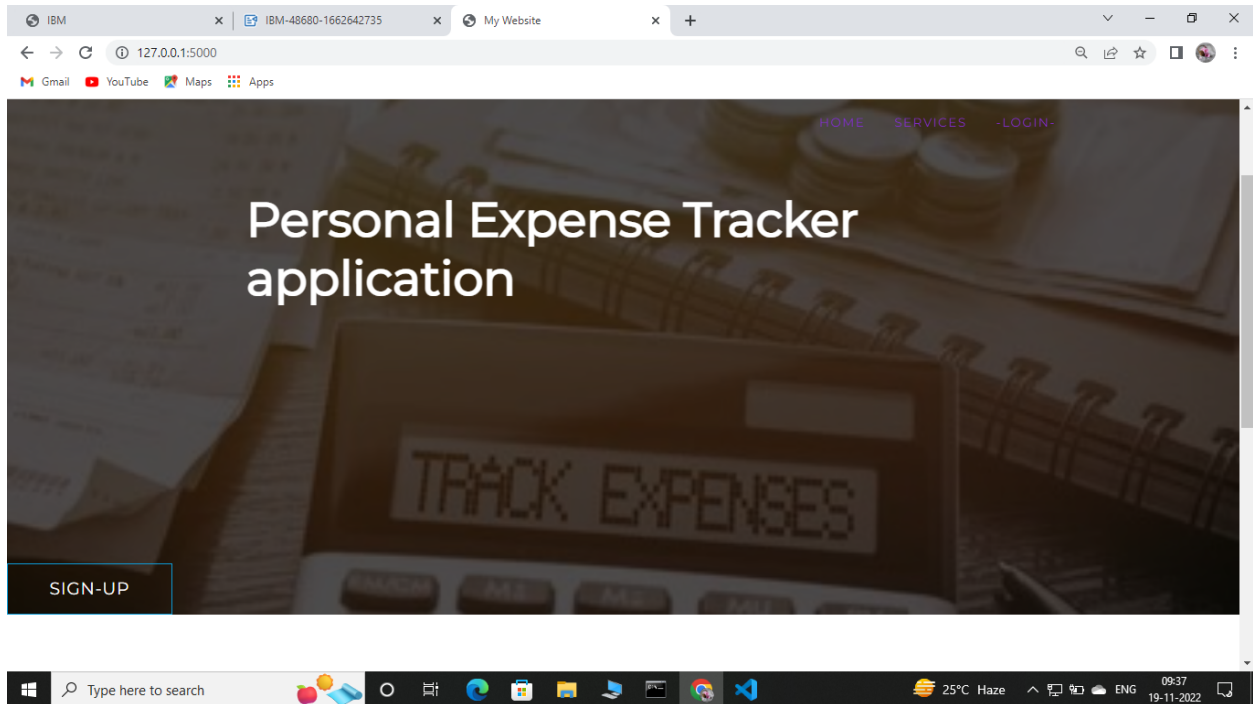 IBM
IBM-48680-1662642735
My Website
127.0.0.1:5000
Gmail YouTube Maps Apps
HOME SERVICES -LOGIN-
Personal Expense Tracker
application
TRACK EXPENSES
SIGN-UP
Type here to search
25°C Haze
ENG
09:37
19-11-2022